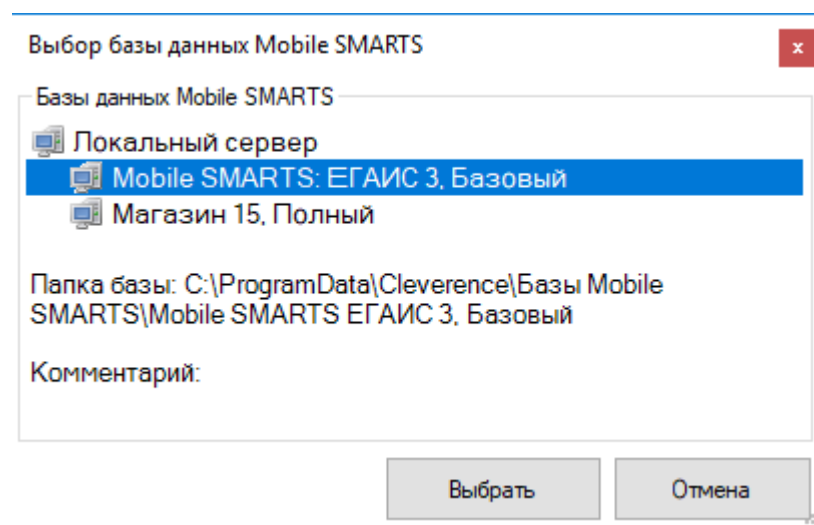 Выбор базы данных Mobile SMARTS
x
Базы данных Mobile SMARTS
Локальный сервер
Mobile SMARTS: ЕГАИС 3, Базовый
Магазин 15, Полный
Папка базы: C:\ProgramData\Cleverence\Базы Mobile
SMARTS\Mobile SMARTS ЕГАИС 3, Базовый
Комментарий:
Выбрать
Отмена